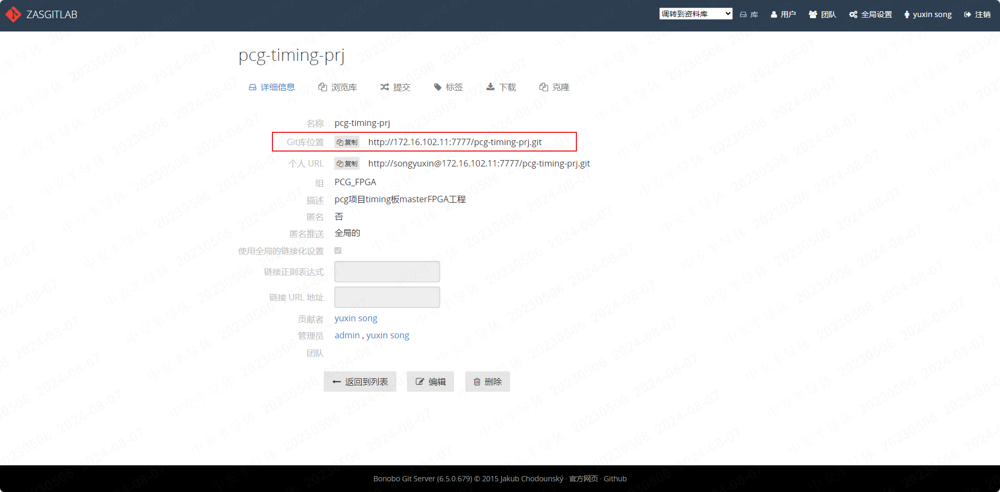 ZASGITLAB
调转到资料库 库 用户 团队 全局设置 yuxin song 注销
pcg-timing-prj
详细信息 浏览库 提交 标签 下载 克隆
名称 pcg-timing-prj
Git库位置 复制 http://172.16.102.11:7777/pcg-timing-prj.git
个人 URL 复制 http://songyuxin@172.16.102.11:7777/pcg-timing-prj.git
组 PCG_FPGA
描述 pcg项目timing板masterFPGA工程
匿名 否
匿名推送 全局的
使用全局的链接化设置
链接正则表达式
链接 URL 地址
贡献者 yuxin song
管理员 admin , yuxin song
团队
返回到列表 编辑 删除
Bonobo Git Server (6.5.0.679) © 2015 Jakub Chodounský · 官方网页 · Github
中安半导体 20230506 2024-08-07